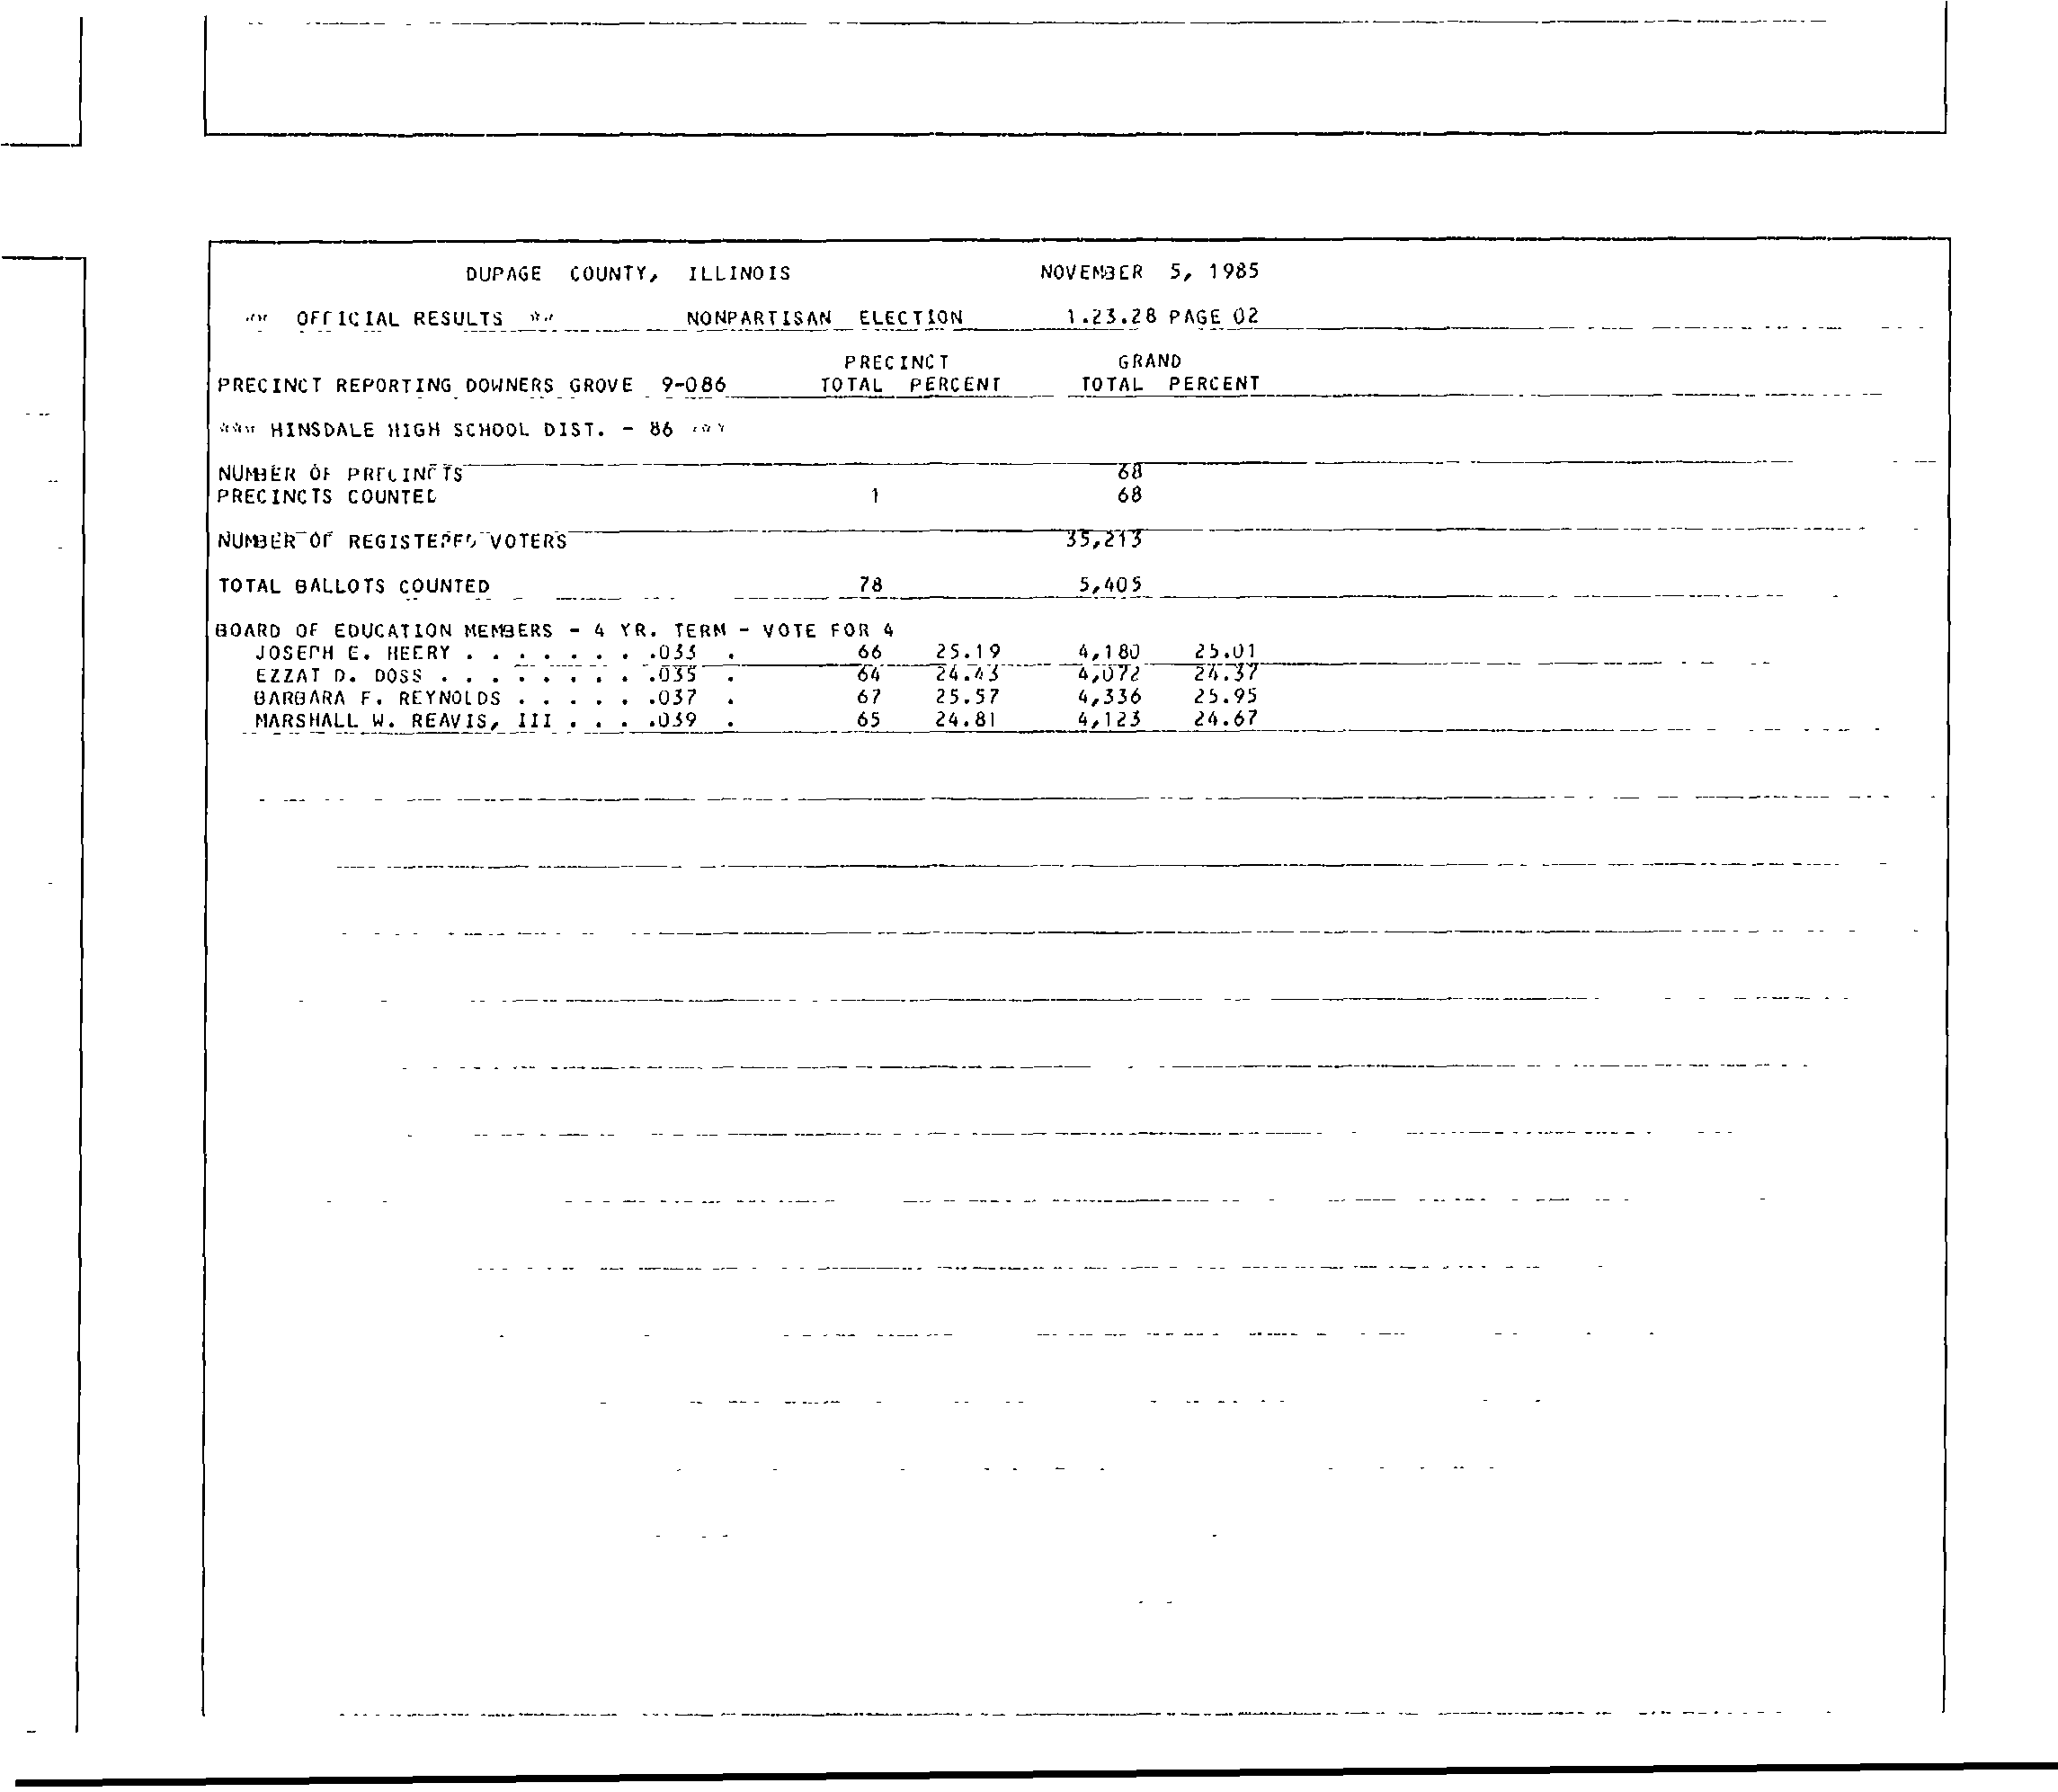 DUPAGE COUNTY, ILLINOIS NOVEMBER 5, 1985
** OFFICIAL RESULTS ** NONPARTISAN ELECTION 1.23.28 PAGE 02
PRECINCT GRAND
PRECINCT REPORTING DOWNERS GROVE 9-086 TOTAL PERCENT TOTAL PERCENT
*** HINSDALE HIGH SCHOOL DIST. - 86 ***
NUMBER OF PRECINCTS 68
PRECINCTS COUNTED 1 68
NUMBER OF REGISTERED VOTERS 35,213
TOTAL BALLOTS COUNTED 78 5,405
BOARD OF EDUCATION MEMBERS - 4 YR. TERM - VOTE FOR 4
JOSEPH E. HEERY . . . . . . . .033 . 66 25.19 4,180 25.01
EZZAT D. DOSS . . . . . . . . .035 . 64 24.43 4,072 24.37
BARBARA F. REYNOLDS . . . . . .037 . 67 25.57 4,336 25.95
MARSHALL W. REAVIS, III . . . .039 . 65 24.81 4,123 24.67